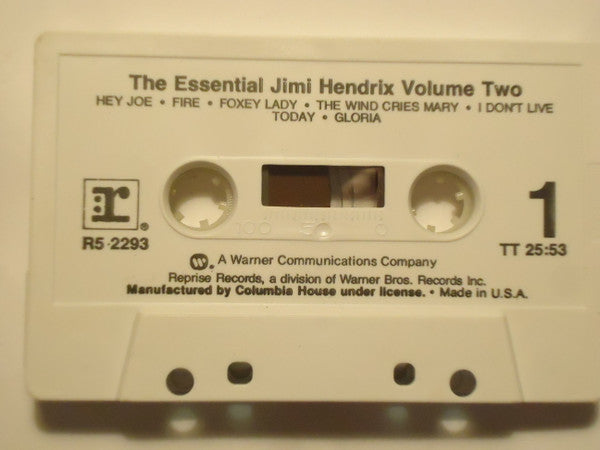 The Essential Jimi Hendrix Volume Two
HEY JOE • FIRE • FOXEY LADY • THE WIND CRIES MARY • I DON'T LIVE
TODAY • GLORIA
r
®
R5-2293
100 50 0
1
TT 25:53
A Warner Communications Company
Reprise Records, a division of Warner Bros. Records Inc.
Manufactured by Columbia House under license. • Made in U.S.A.